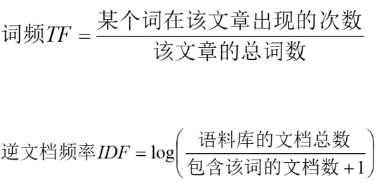 词频TF = 某个词在该文章出现的次数 / 该文章的总词数
逆文档频率IDF = log(语料库的文档总数 / 包含该词的文档数+1)